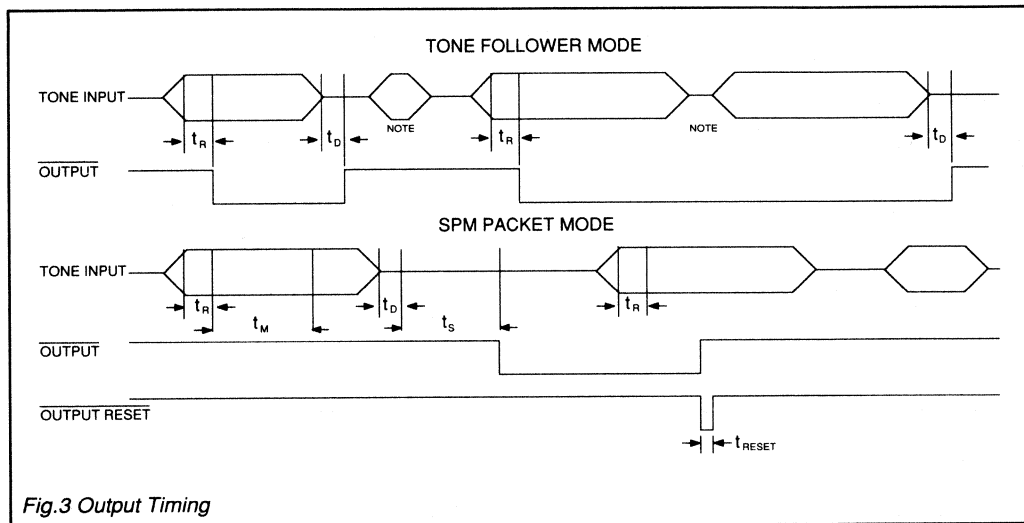 TONE FOLLOWER MODE
TONE INPUT
NOTE
NOTE
tR
tD
tR
tD
OUTPUT
SPM PACKET MODE
TONE INPUT
tR
tM
tD
tS
tR
OUTPUT
OUTPUT RESET
tRESET
Fig.3 Output Timing